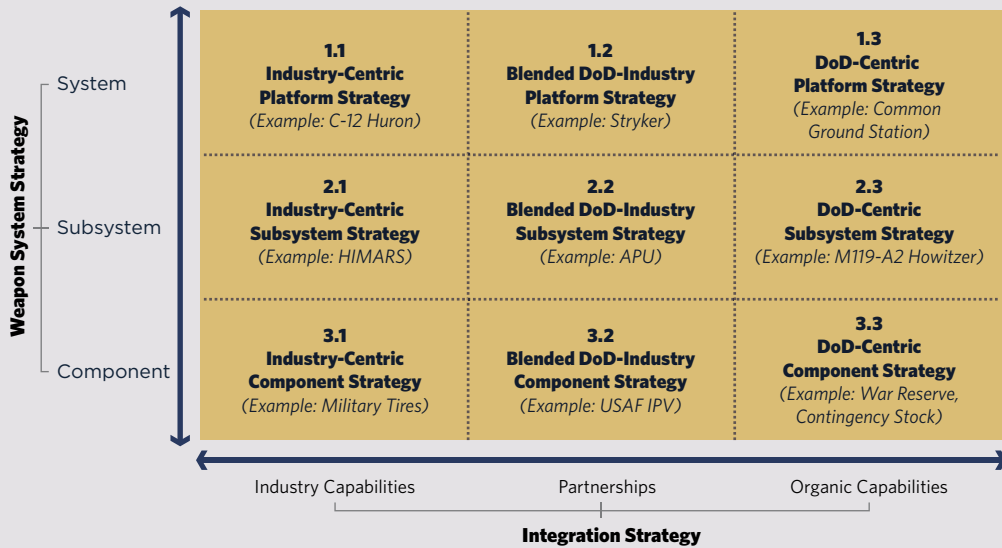 Weapon System Strategy
System
1.1
Industry-Centric
Platform Strategy
(Example: C-12 Huron)
1.2
Blended DoD-Industry
Platform Strategy
(Example: Stryker)
1.3
DoD-Centric
Platform Strategy
(Example: Common
Ground Station)
Subsystem
2.1
Industry-Centric
Subsystem Strategy
(Example: HIMARS)
2.2
Blended DoD-Industry
Subsystem Strategy
(Example: APU)
2.3
DoD-Centric
Subsystem Strategy
(Example: M119-A2 Howitzer)
Component
3.1
Industry-Centric
Component Strategy
(Example: Military Tires)
3.2
Blended DoD-Industry
Component Strategy
(Example: USAF IPV)
3.3
DoD-Centric
Component Strategy
(Example: War Reserve,
Contingency Stock)
Industry Capabilities
Partnerships
Organic Capabilities
Integration Strategy